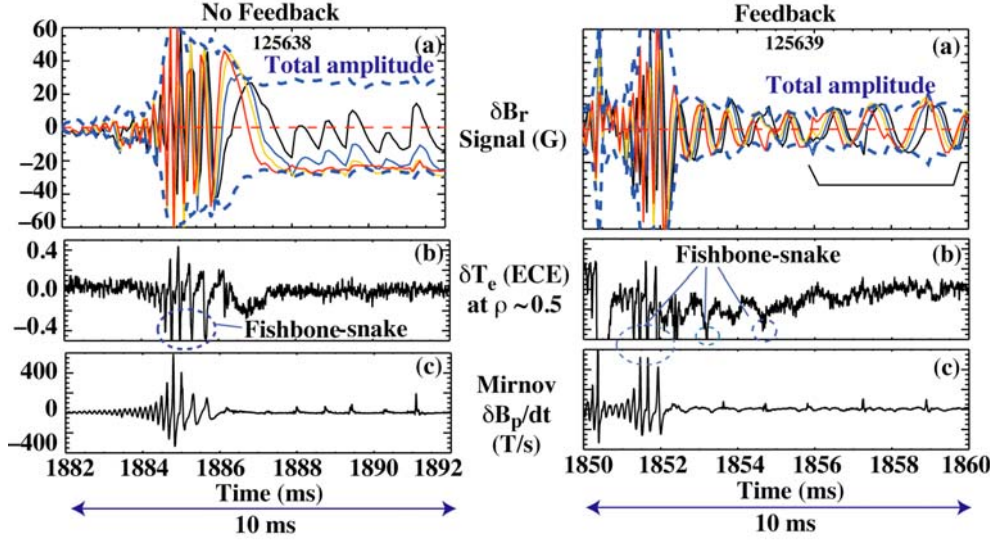 No Feedback
Feedback
60
40
20
0
−20
−40
−60
125638
(a)
Total amplitude
δBr
Signal (G)
125639
(a)
Total amplitude
0.4
0.0
−0.4
(b)
Fishbone-snake
δTe (ECE)
at ρ ~0.5
Fishbone-snake
(b)
400
0
−400
(c)
Mirnov
δBp/dt
(T/s)
(c)
1882 1884 1886 1888 1890 1892
1850 1852 1854 1856 1858 1860
Time (ms)
Time (ms)
10 ms
10 ms